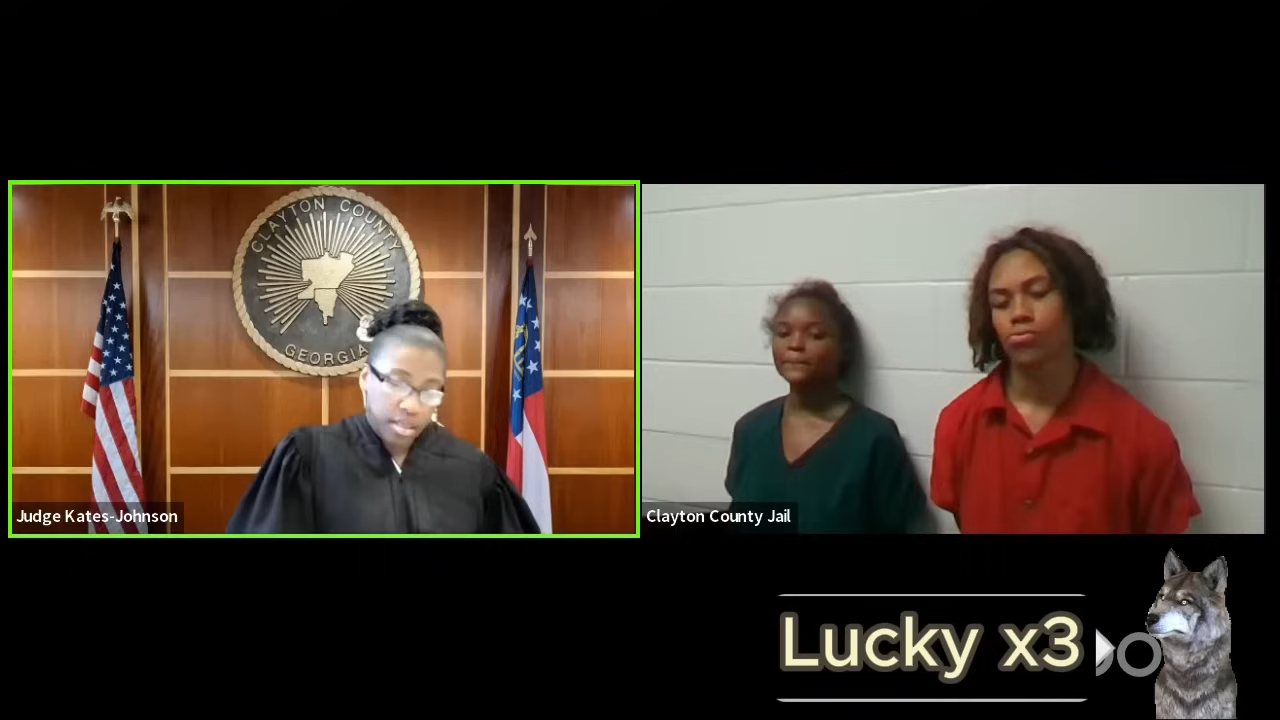 CLAYTON COUNTY
GEORGIA
Judge Kates-Johnson
Clayton County Jail
Lucky x3